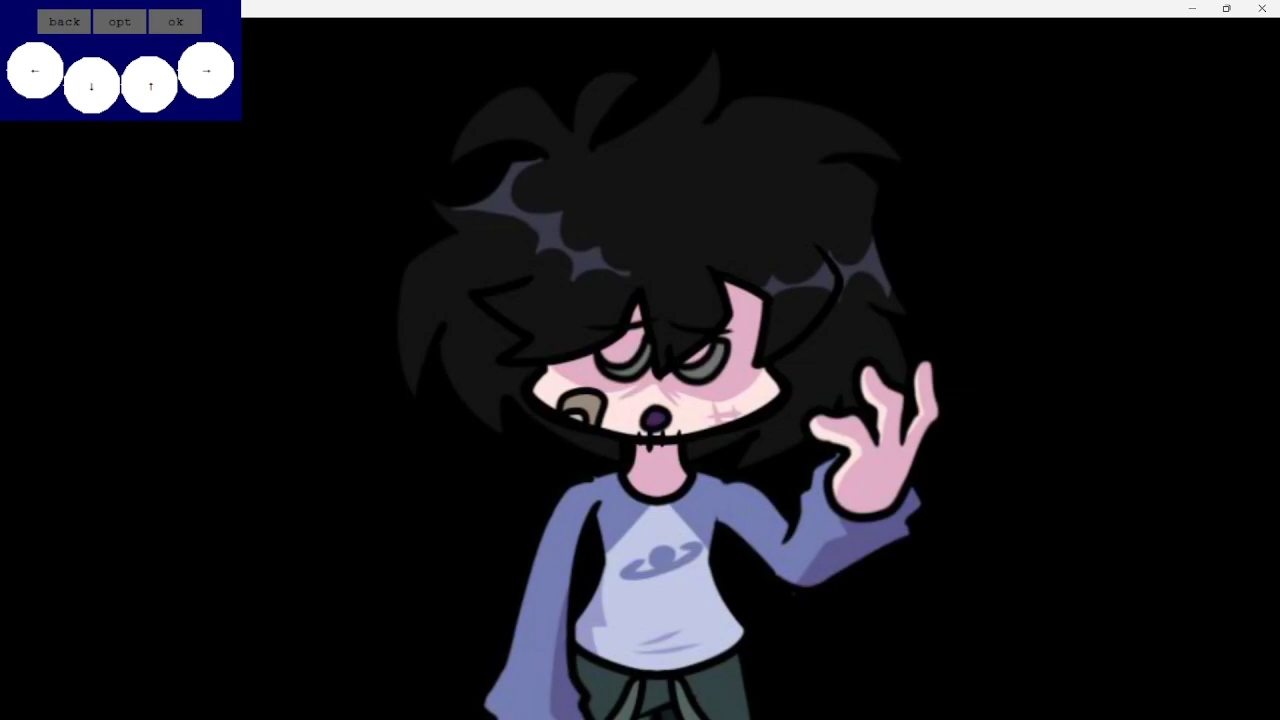 back opt ok
← ↓ ↑ →